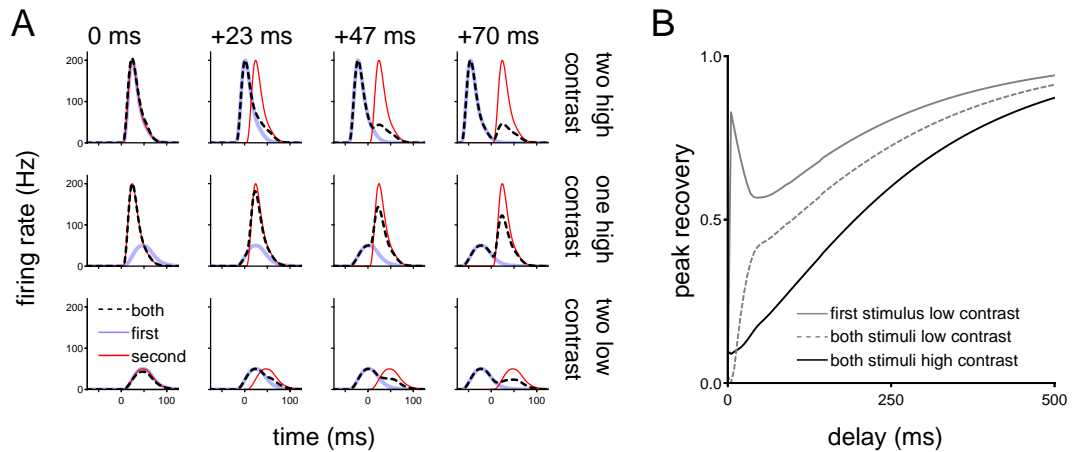 A
0 ms
+23 ms
+47 ms
+70 ms
firing rate (Hz)
200
100
0
two high
contrast
200
100
0
one high
contrast
200
100
0
both
first
second
two low
contrast
0 100
0 100
0 100
0 100
time (ms)
B
peak recovery
1.0
0.5
0.0
first stimulus low contrast
both stimuli low contrast
both stimuli high contrast
0
250
500
delay (ms)